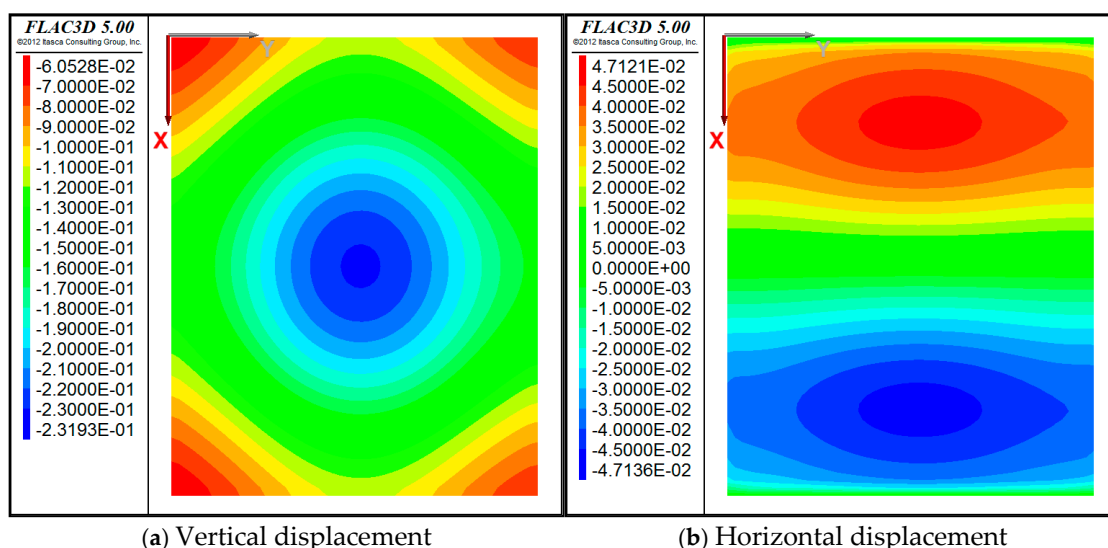 FLAC3D 5.00
©2012 Itasca Consulting Group, Inc.
-6.0528E-02
-7.0000E-02
-8.0000E-02
-9.0000E-02
-1.0000E-01
-1.1000E-01
-1.2000E-01
-1.3000E-01
-1.4000E-01
-1.5000E-01
-1.6000E-01
-1.7000E-01
-1.8000E-01
-1.9000E-01
-2.0000E-01
-2.1000E-01
-2.2000E-01
-2.3000E-01
-2.3193E-01
Y
X
(a) Vertical displacement
FLAC3D 5.00
©2012 Itasca Consulting Group, Inc.
4.7121E-02
4.5000E-02
4.0000E-02
3.5000E-02
3.0000E-02
2.5000E-02
2.0000E-02
1.5000E-02
1.0000E-02
5.0000E-03
0.0000E+00
-5.0000E-03
-1.0000E-02
-1.5000E-02
-2.0000E-02
-2.5000E-02
-3.0000E-02
-3.5000E-02
-4.0000E-02
-4.5000E-02
-4.7136E-02
Y
X
(b) Horizontal displacement